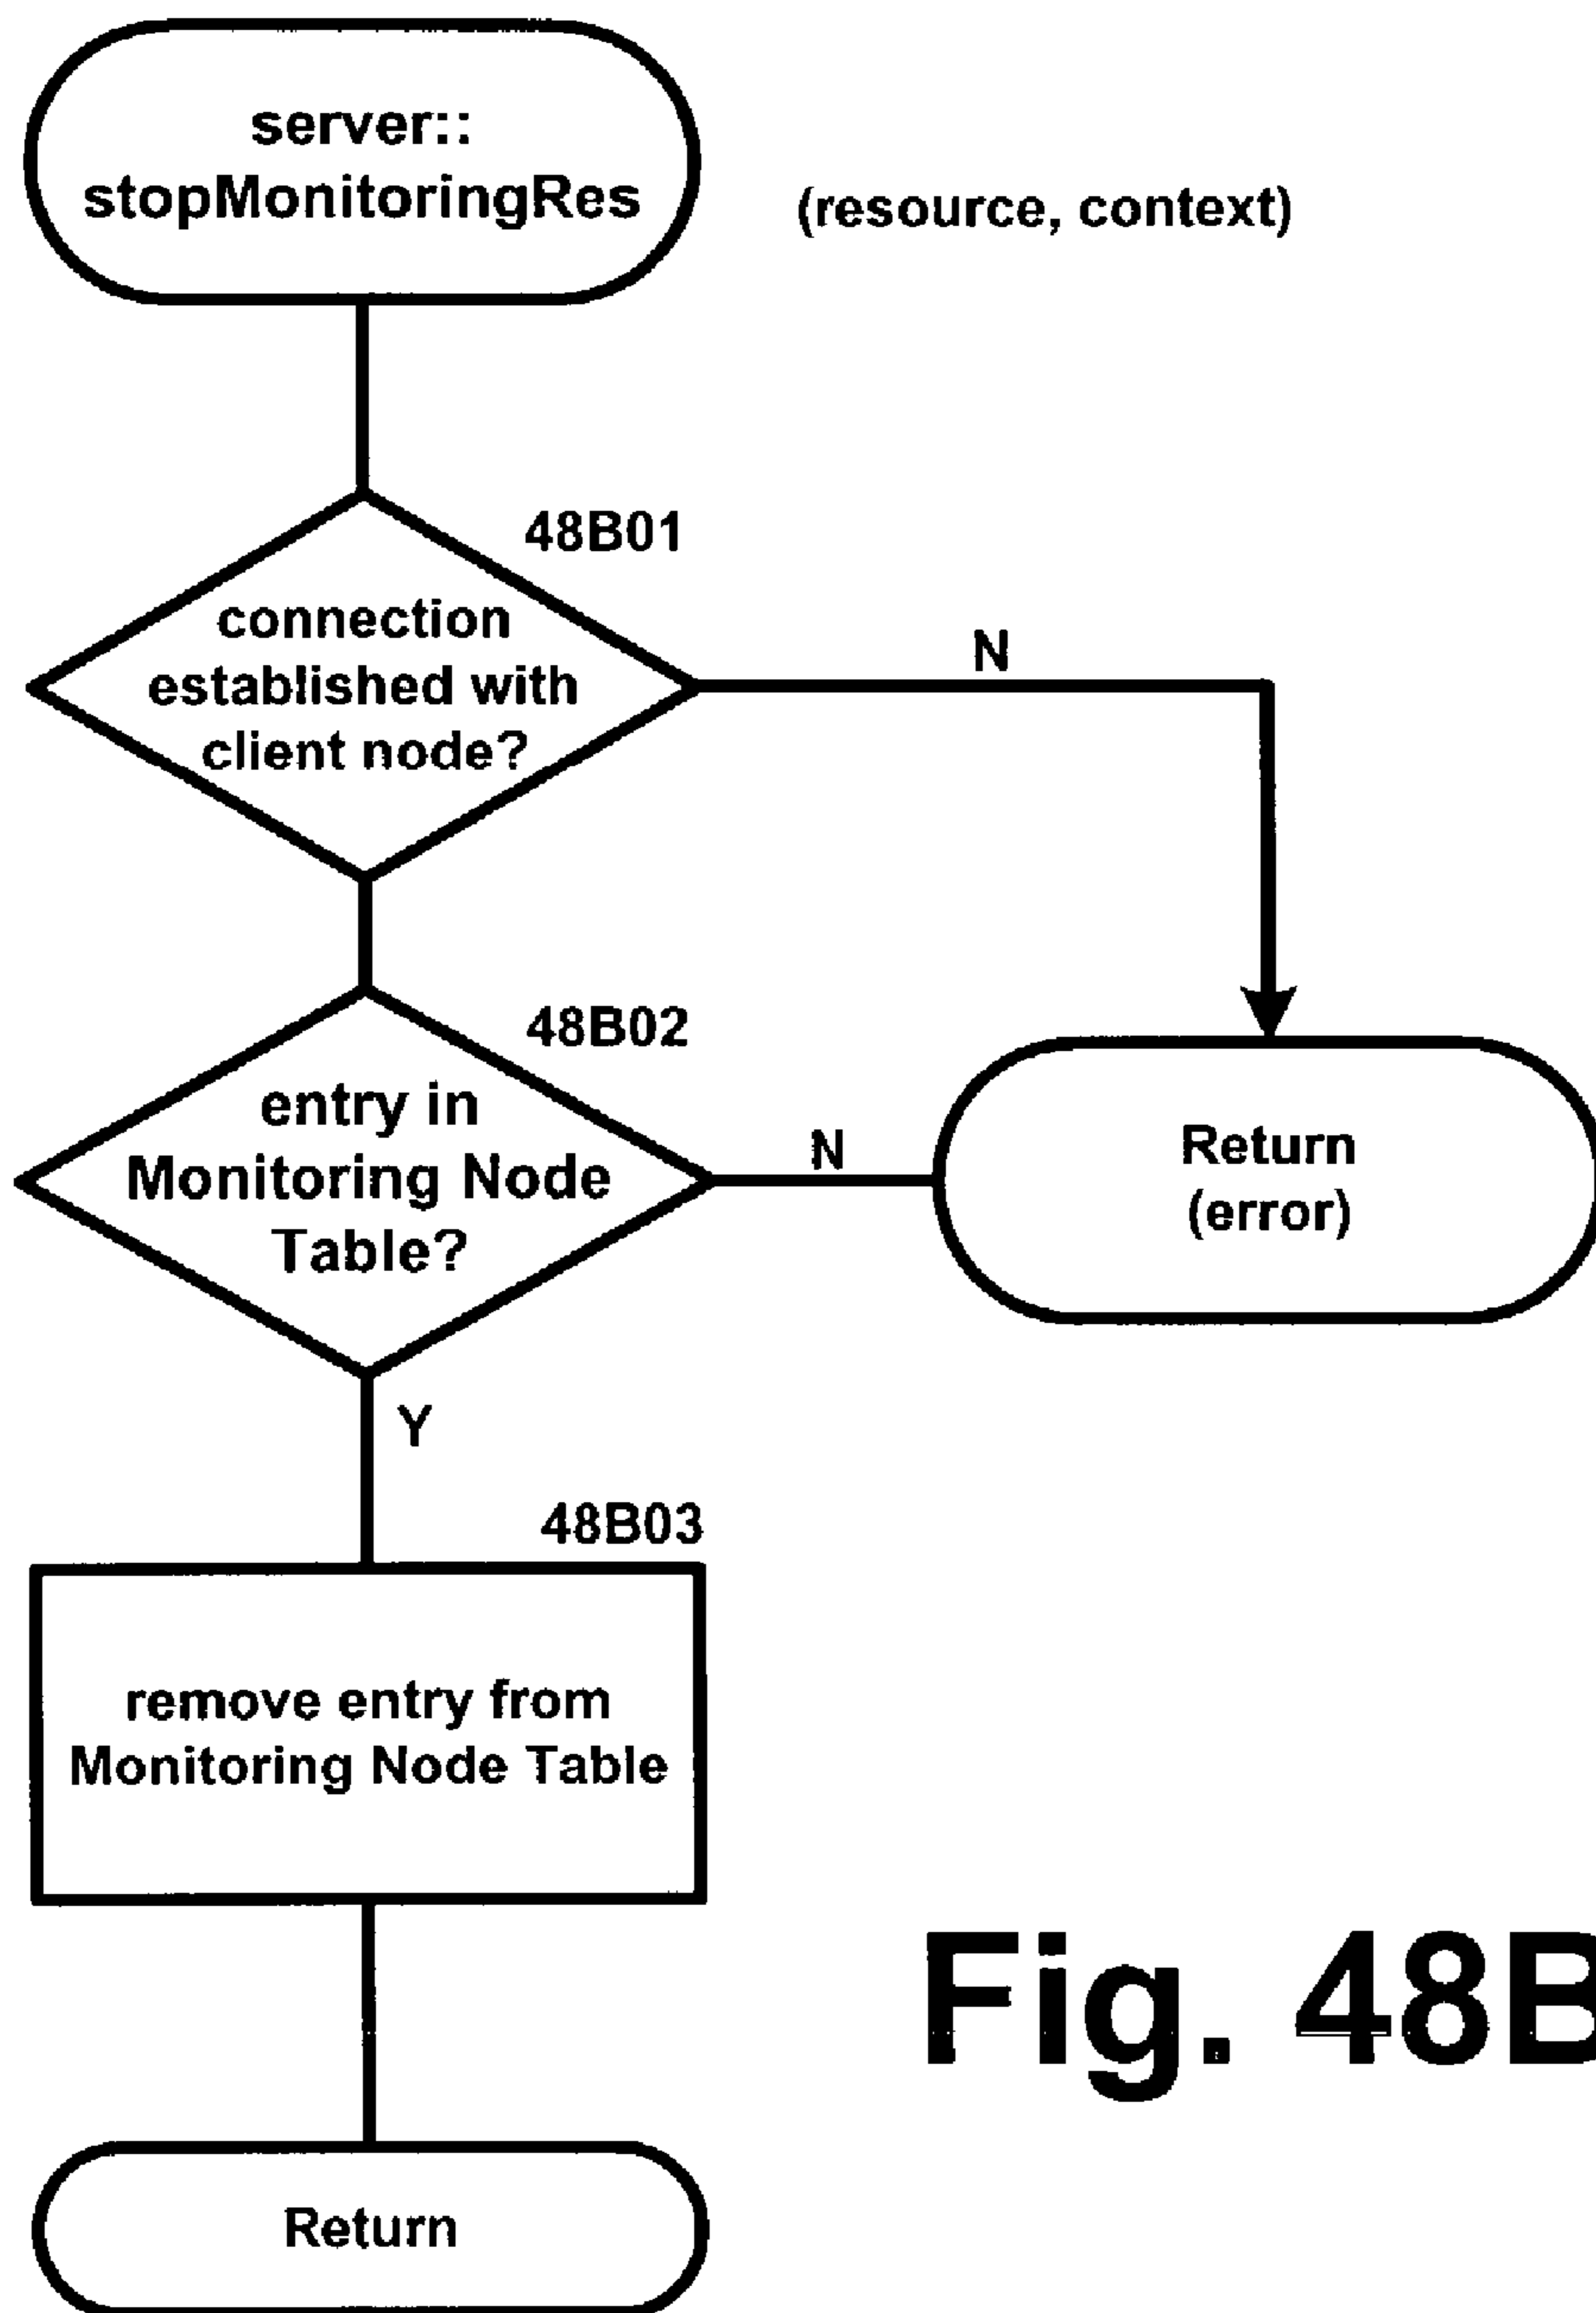 server::
stopMonitoringRes
(resource, context)
48B01
connection
established with
client node?
N
48B02
entry in
Monitoring Node
Table?
N
Return
(error)
Y
48B03
remove entry from
Monitoring Node Table
Fig. 48B
Return